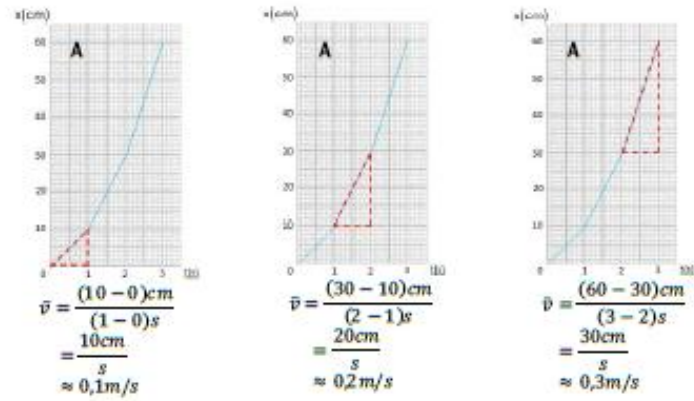 x(cm)
60
50
40
30
20
10
0
1
2
3
t(s)
A
v̄ = (10 − 0)cm / (1 − 0)s
= 10cm / s
≈ 0,1m/s
x(cm)
60
50
40
30
20
10
0
1
2
3
t(s)
A
v̄ = (30 − 10)cm / (2 − 1)s
= 20cm / s
≈ 0,2m/s
x(cm)
60
50
40
30
20
10
0
1
2
3
t(s)
A
v̄ = (60 − 30)cm / (3 − 2)s
= 30cm / s
≈ 0,3m/s